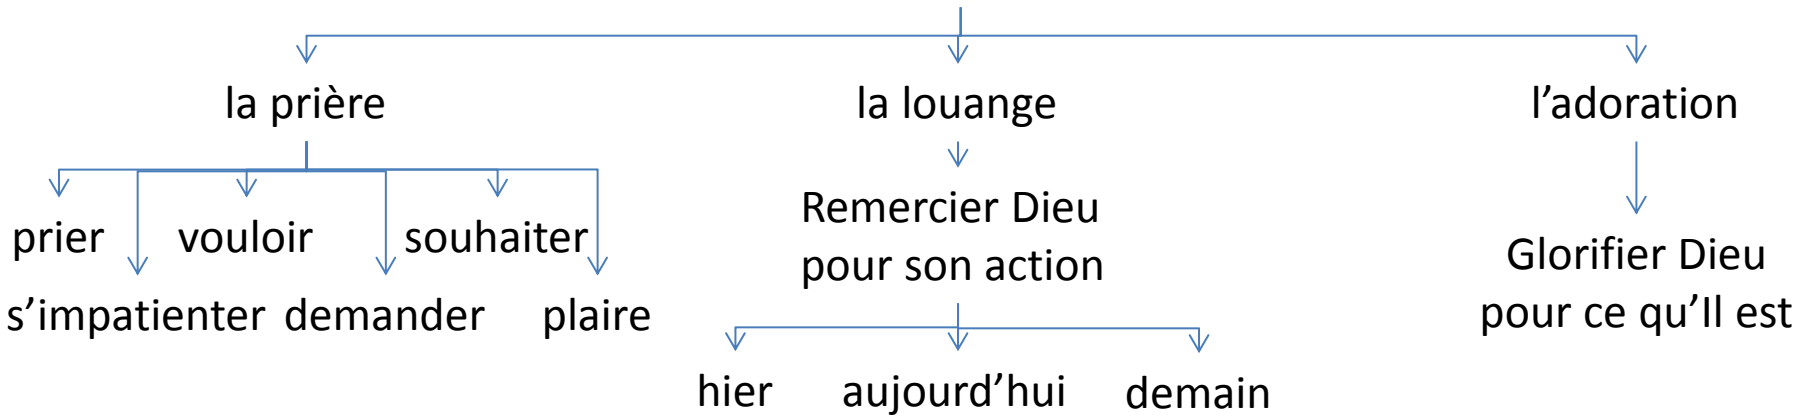 la prière
la louange
l’adoration
prier
vouloir
souhaiter
s’impatienter
demander
plaire
Remercier Dieu
pour son action
Glorifier Dieu
pour ce qu’Il est
hier
aujourd’hui
demain